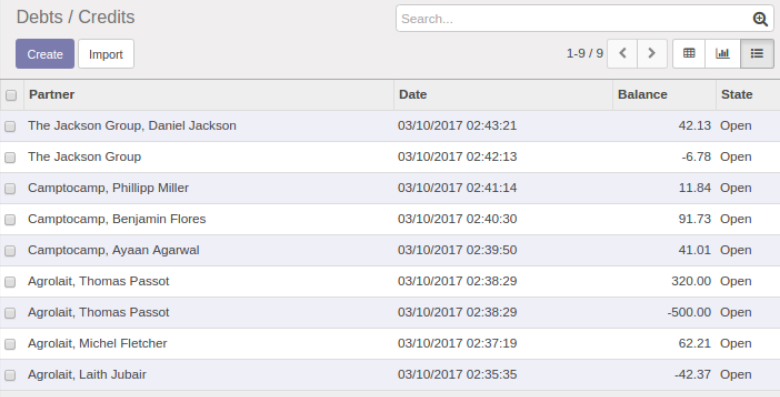 Debts / Credits
Search...
Create Import 1-9 / 9
Partner Date Balance State
The Jackson Group, Daniel Jackson 03/10/2017 02:43:21 42.13 Open
The Jackson Group 03/10/2017 02:42:13 -6.78 Open
Camptocamp, Phillipp Miller 03/10/2017 02:41:14 11.84 Open
Camptocamp, Benjamin Flores 03/10/2017 02:40:30 91.73 Open
Camptocamp, Ayaan Agarwal 03/10/2017 02:39:50 41.01 Open
Agrolait, Thomas Passot 03/10/2017 02:38:29 320.00 Open
Agrolait, Thomas Passot 03/10/2017 02:38:29 -500.00 Open
Agrolait, Michel Fletcher 03/10/2017 02:37:19 62.21 Open
Agrolait, Laith Jubair 03/10/2017 02:35:35 -42.37 Open